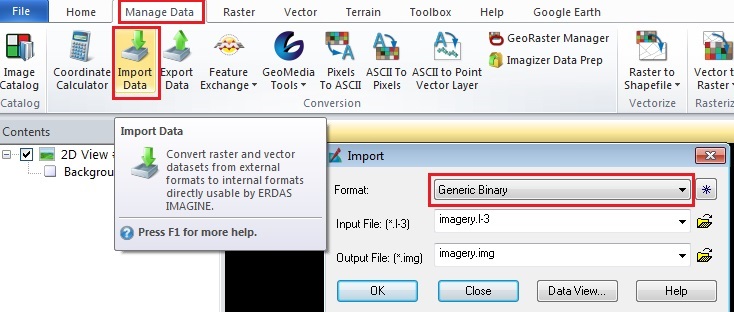 File Home Manage Data Raster Vector Terrain Toolbox Help Google Earth
Image Catalog
Coordinate Calculator
Import Data
Export Data
Feature Exchange
GeoMedia Tools
Pixels To ASCII
ASCII To Pixels
ASCII to Point Vector Layer
GeoRaster Manager
Imagizer Data Prep
Raster to Shapefile
Vector to Raster
Catalog Conversion Vectorize Rasteriz
Contents
2D View #
Backgrou
Import Data
Convert raster and vector
datasets from external
formats to internal formats
directly usable by ERDAS
IMAGINE.
Press F1 for more help.
Import
Format: Generic Binary
Input File: (*.l-3) imagery.l-3
Output File: (*.img) imagery.img
OK Close Data View... Help